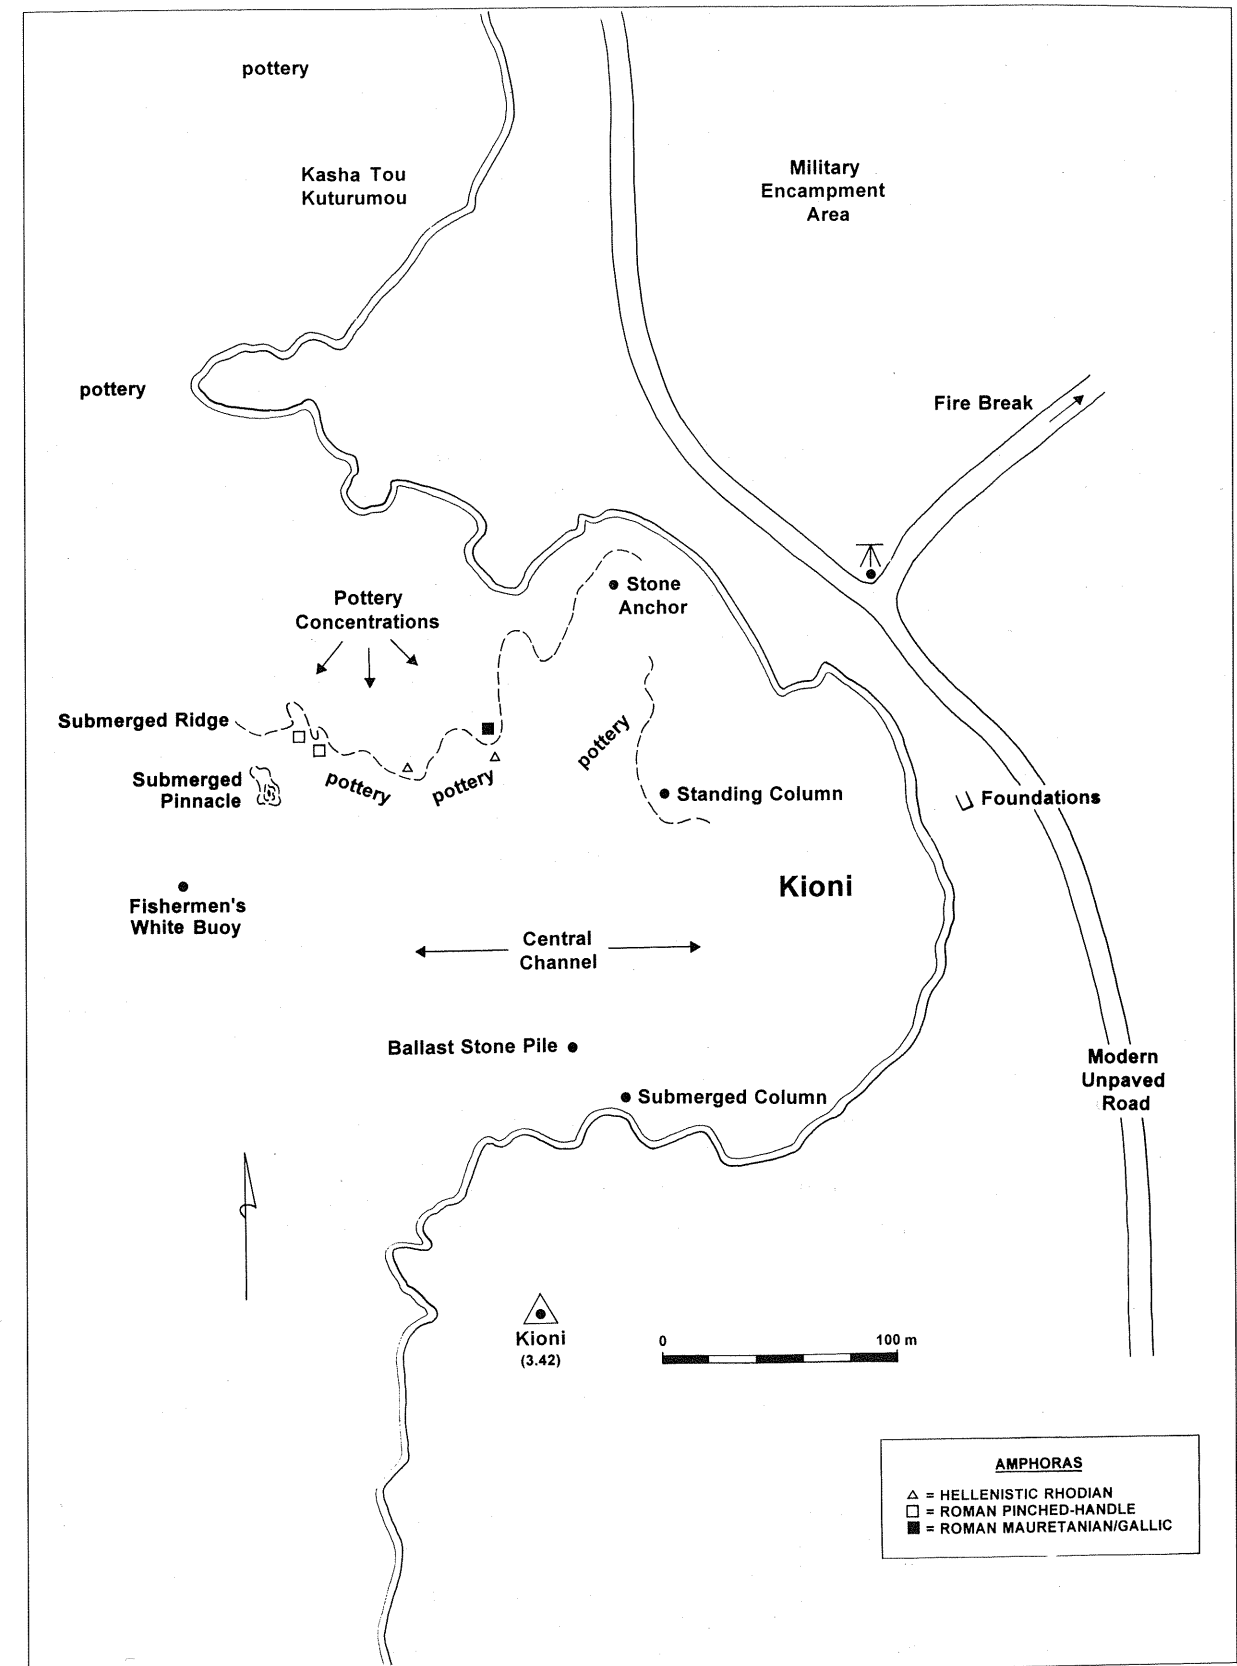 pottery
Kasha Tou
Kuturumou
Military
Encampment
Area
pottery
Fire Break
Stone
Anchor
Pottery
Concentrations
Submerged Ridge
Submerged
Pinnacle
pottery
pottery
pottery
Standing Column
Foundations
Kioni
Fishermen's
White Buoy
Central
Channel
Ballast Stone Pile
Submerged Column
Modern
Unpaved
Road
Kioni
(3.42)
0 100 m
AMPHORAS
△ = HELLENISTIC RHODIAN
□ = ROMAN PINCHED-HANDLE
■ = ROMAN MAURETANIAN/GALLIC